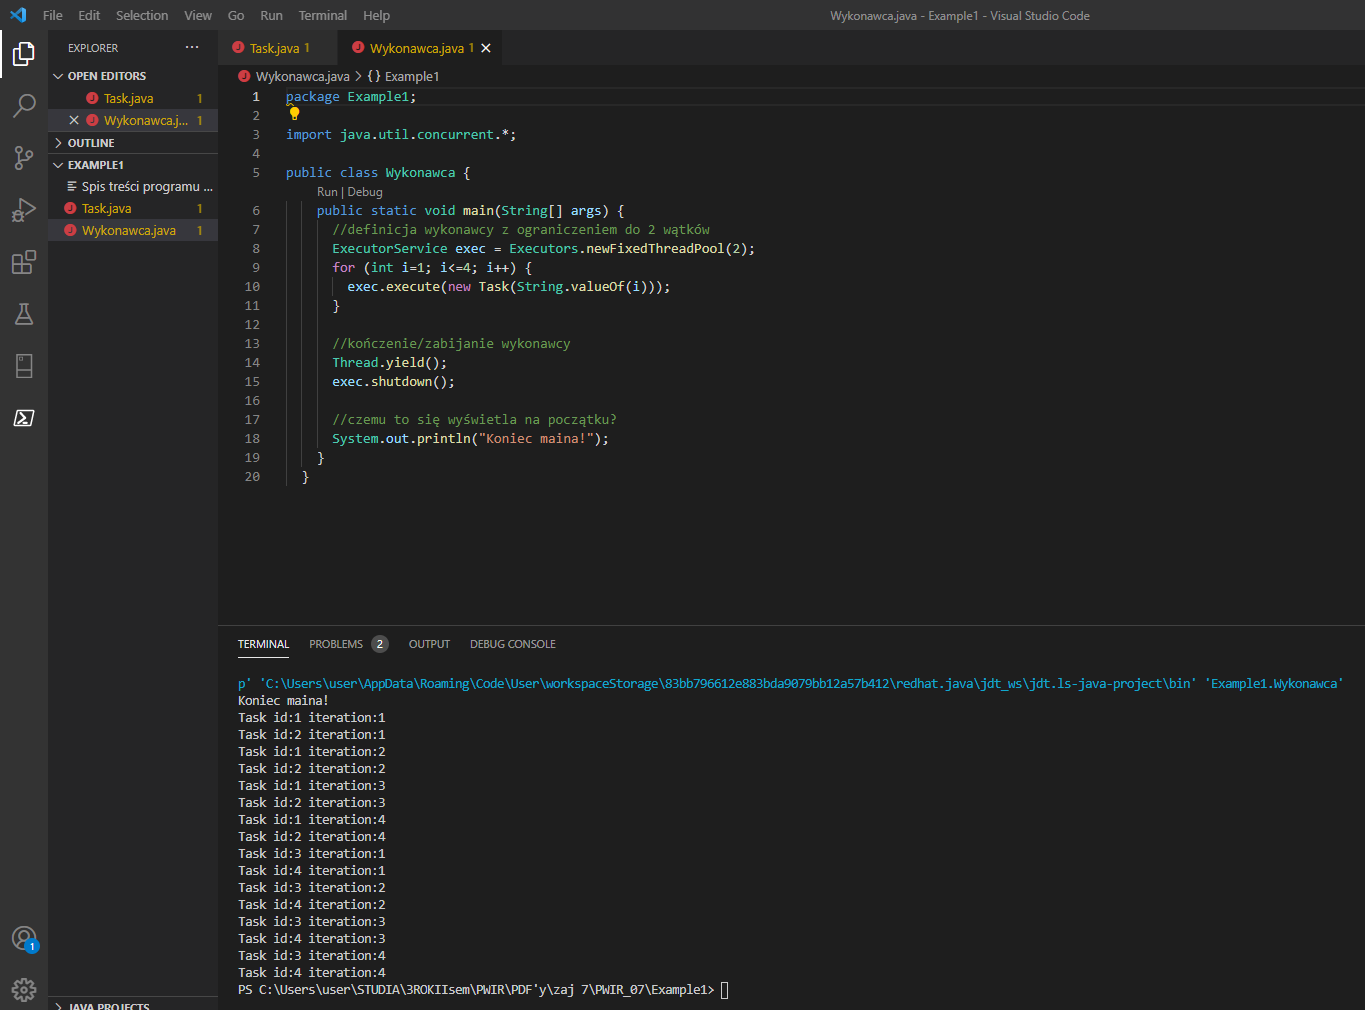 File Edit Selection View Go Run Terminal Help Wykonawca.java - Example1 - Visual Studio Code
EXPLORER ···
OPEN EDITORS
Task.java 1
Wykonawca.j... 1
OUTLINE
EXAMPLE1
Spis treści programu ...
Task.java 1
Wykonawca.java 1
JAVA PROJECTS
1
Task.java 1
Wykonawca.java 1
Wykonawca.java > {} Example1
1 package Example1;
2
3 import java.util.concurrent.*;
4
5 public class Wykonawca {
Run | Debug
6 public static void main(String[] args) {
7 //definicja wykonawcy z ograniczeniem do 2 wątków
8 ExecutorService exec = Executors.newFixedThreadPool(2);
9 for (int i=1; i<=4; i++) {
10 exec.execute(new Task(String.valueOf(i)));
11 }
12
13 //kończenie/zabijanie wykonawcy
14 Thread.yield();
15 exec.shutdown();
16
17 //czemu to się wyświetla na początku?
18 System.out.println("Koniec maina!");
19 }
20 }
TERMINAL PROBLEMS 2 OUTPUT DEBUG CONSOLE
p' 'C:\Users\user\AppData\Roaming\Code\User\workspaceStorage\83bb796612e883bda9079bb12a57b412\redhat.java\jdt_ws\jdt.ls-java-project\bin' 'Example1.Wykonawca'
Koniec maina!
Task id:1 iteration:1
Task id:2 iteration:1
Task id:1 iteration:2
Task id:2 iteration:2
Task id:1 iteration:3
Task id:2 iteration:3
Task id:1 iteration:4
Task id:2 iteration:4
Task id:3 iteration:1
Task id:4 iteration:1
Task id:3 iteration:2
Task id:4 iteration:2
Task id:3 iteration:3
Task id:4 iteration:3
Task id:3 iteration:4
Task id:4 iteration:4
PS C:\Users\user\STUDIA\3ROKIIsem\PWIR\PDF'y\zaj 7\PWIR_07\Example1>